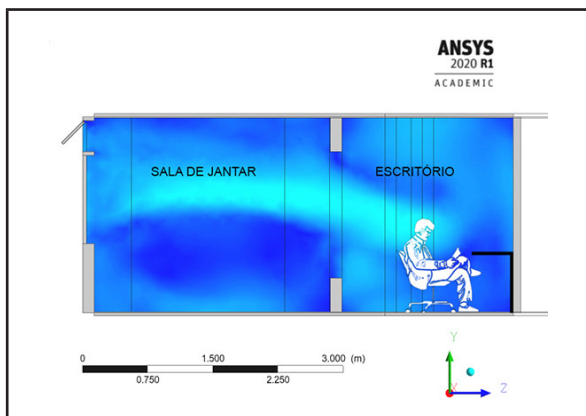 ANSYS
2020 R1
ACADEMIC
SALA DE JANTAR
ESCRITÓRIO
0 1.500 3.000 (m)
0.750 2.250
Y
X Z